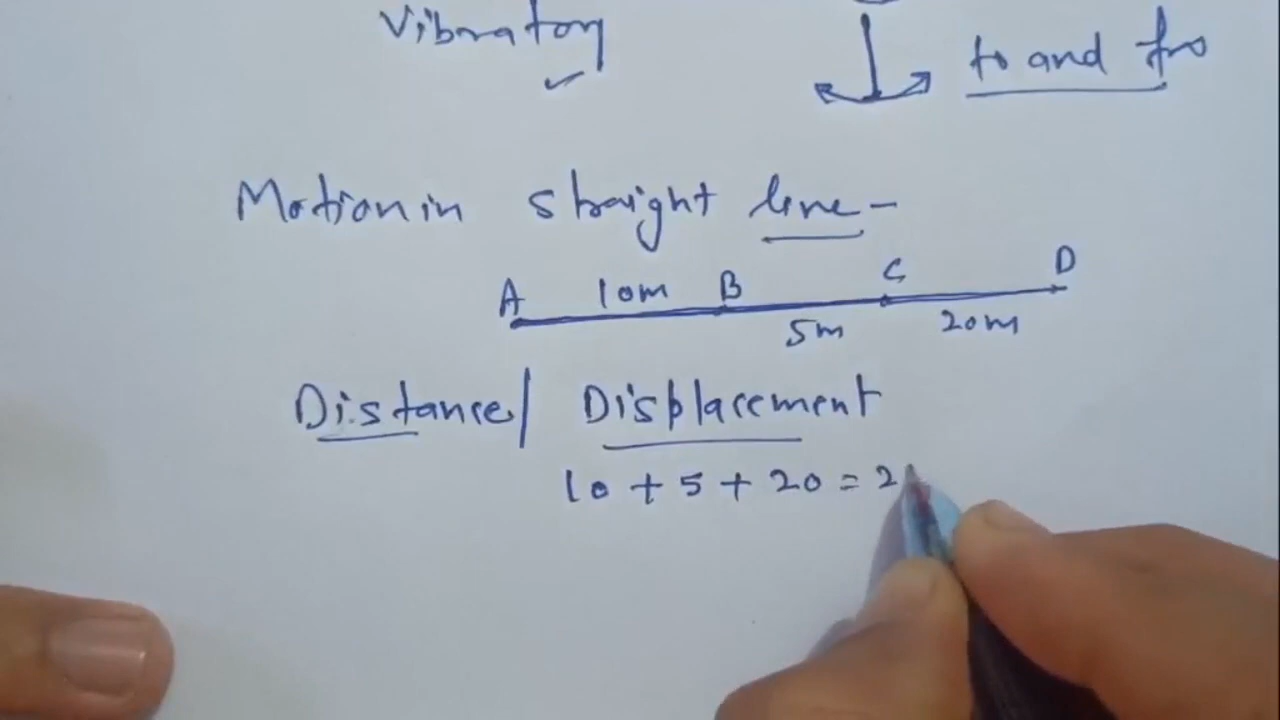 Vibratory
to and fro
Motion in straight line -
A 10m B C D
5m 20m
Distance / Displacement
10 + 5 + 20 = 2